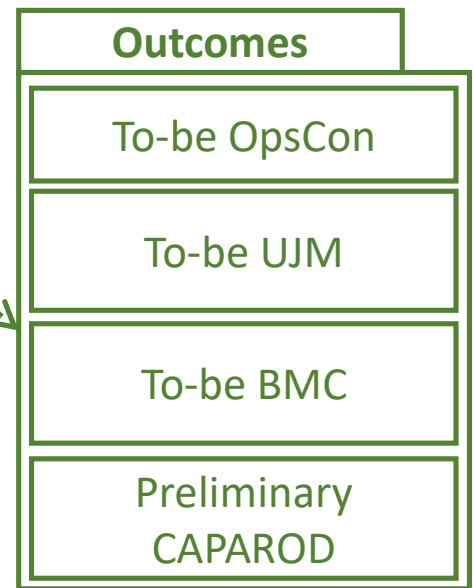 Outcomes
To-be OpsCon
To-be UJM
To-be BMC
Preliminary
CAPAROD